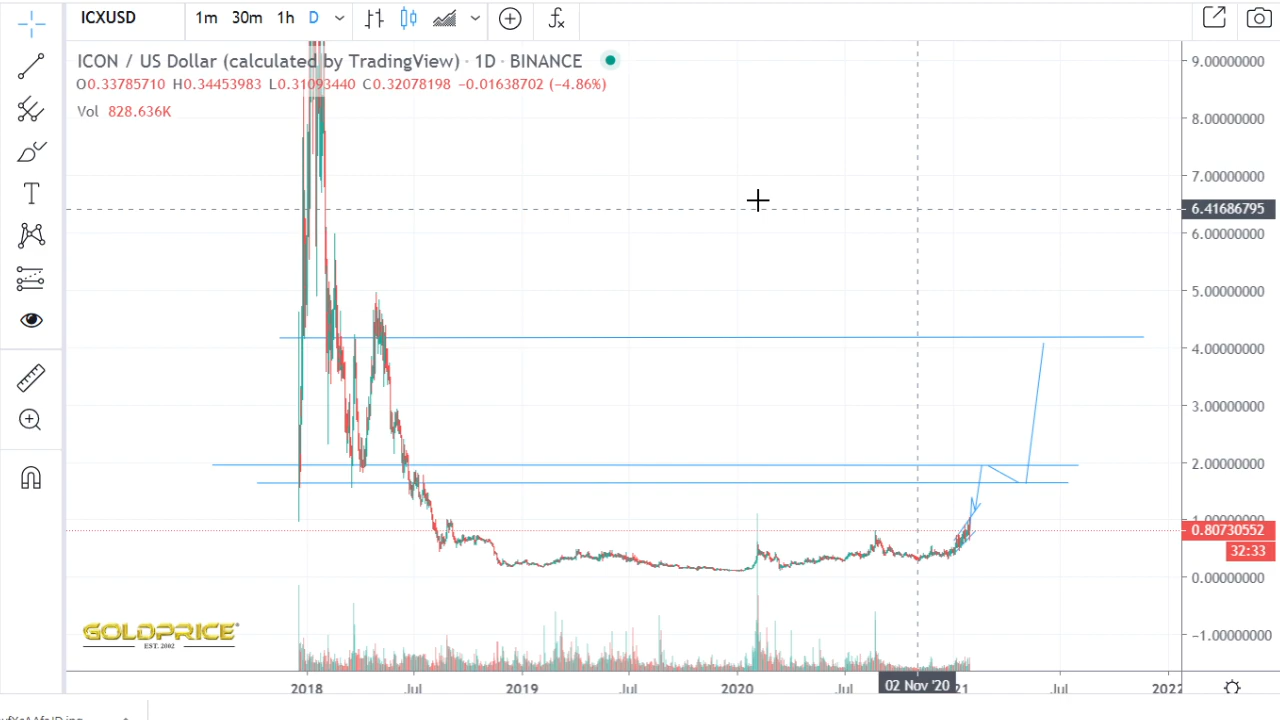 ICXUSD 1m 30m 1h D
ICON / US Dollar (calculated by TradingView) · 1D · BINANCE
O0.33785710 H0.34453983 L0.31093440 C0.32078198 −0.01638702 (−4.86%)
Vol 828.636K
9.00000000
8.00000000
7.00000000
6.41686795
6.00000000
5.00000000
4.00000000
3.00000000
2.00000000
1.00000000
0.80730552
32:33
0.00000000
−1.00000000
GOLDPRICE
EST. 2002
2018 Jul 2019 Jul 2020 Jul 02 Nov '20 21 Jul 2022